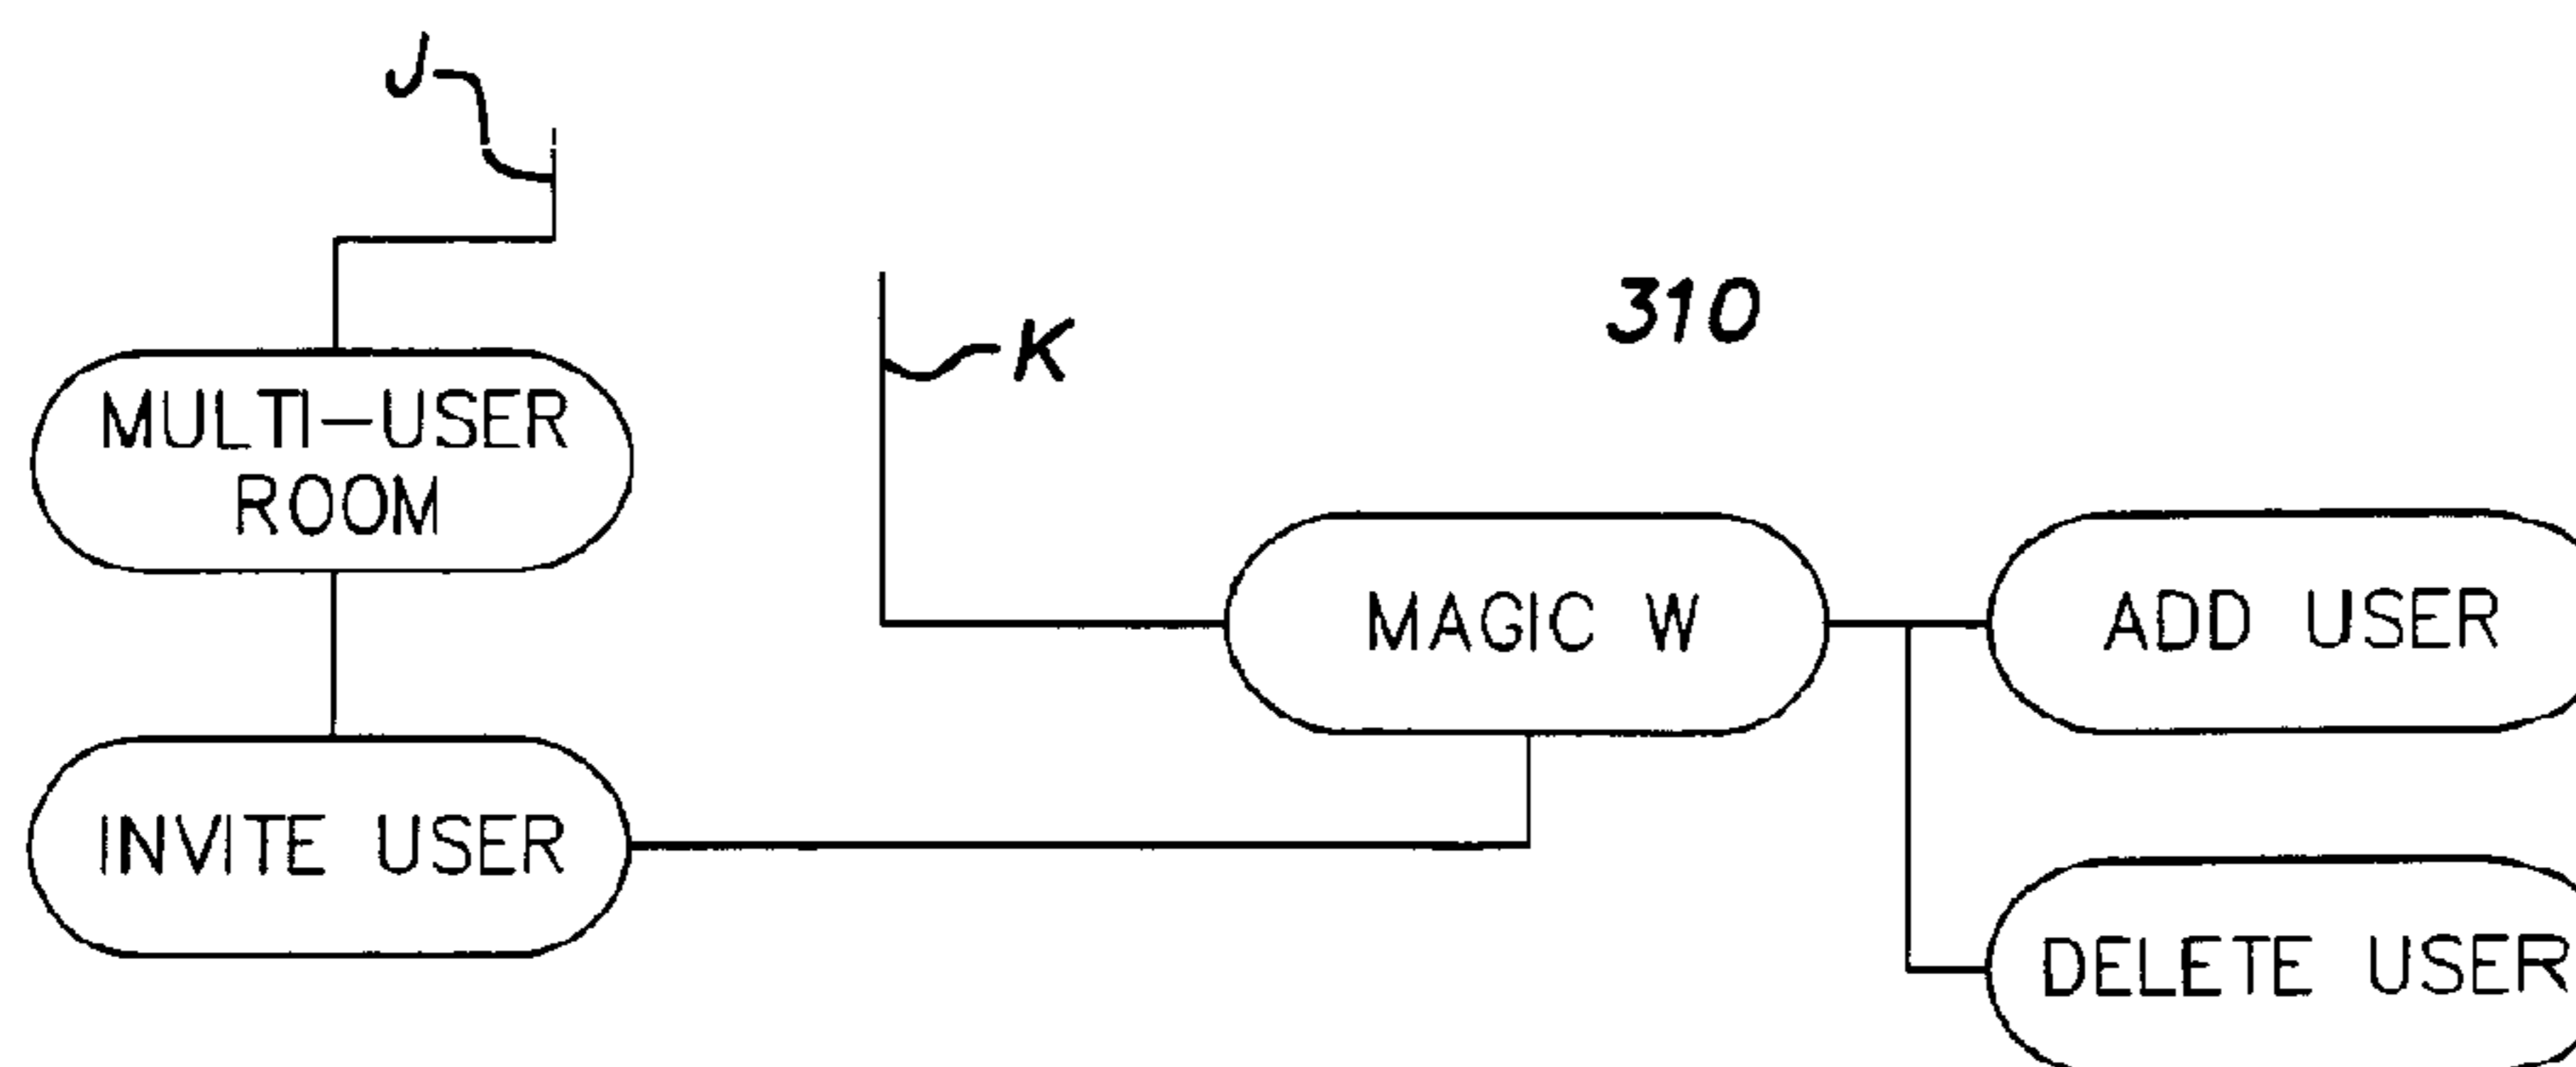 J
K
310
MULTI-USER
ROOM
MAGIC W
ADD USER
INVITE USER
DELETE USER